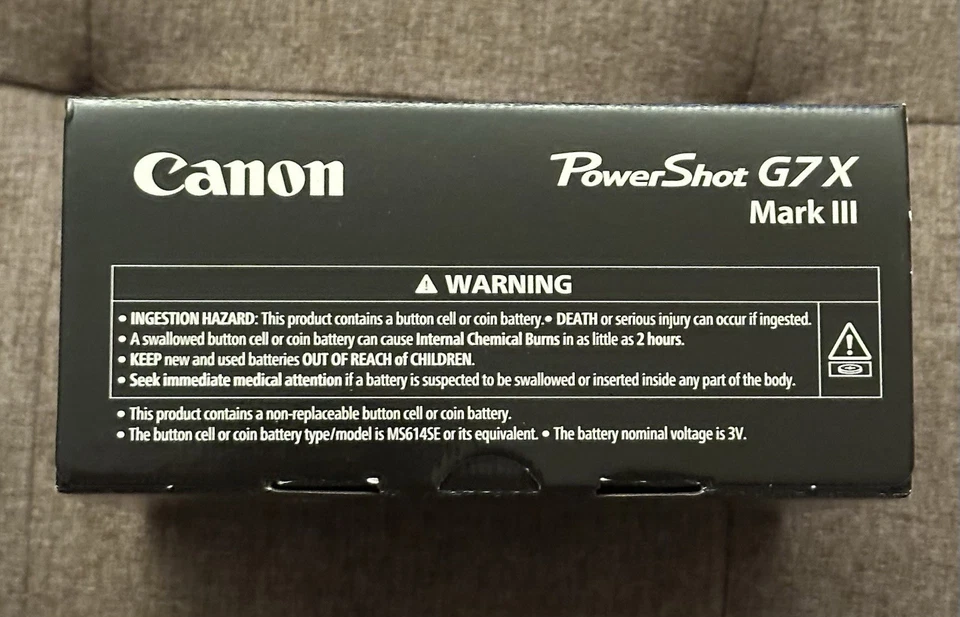 Canon
PowerShot G7 X
Mark III
⚠ WARNING
• INGESTION HAZARD: This product contains a button cell or coin battery.• DEATH or serious injury can occur if ingested.
• A swallowed button cell or coin battery can cause Internal Chemical Burns in as little as 2 hours.
• KEEP new and used batteries OUT OF REACH of CHILDREN.
• Seek immediate medical attention if a battery is suspected to be swallowed or inserted inside any part of the body.
• This product contains a non-replaceable button cell or coin battery.
• The button cell or coin battery type/model is MS614SE or its equivalent. • The battery nominal voltage is 3V.